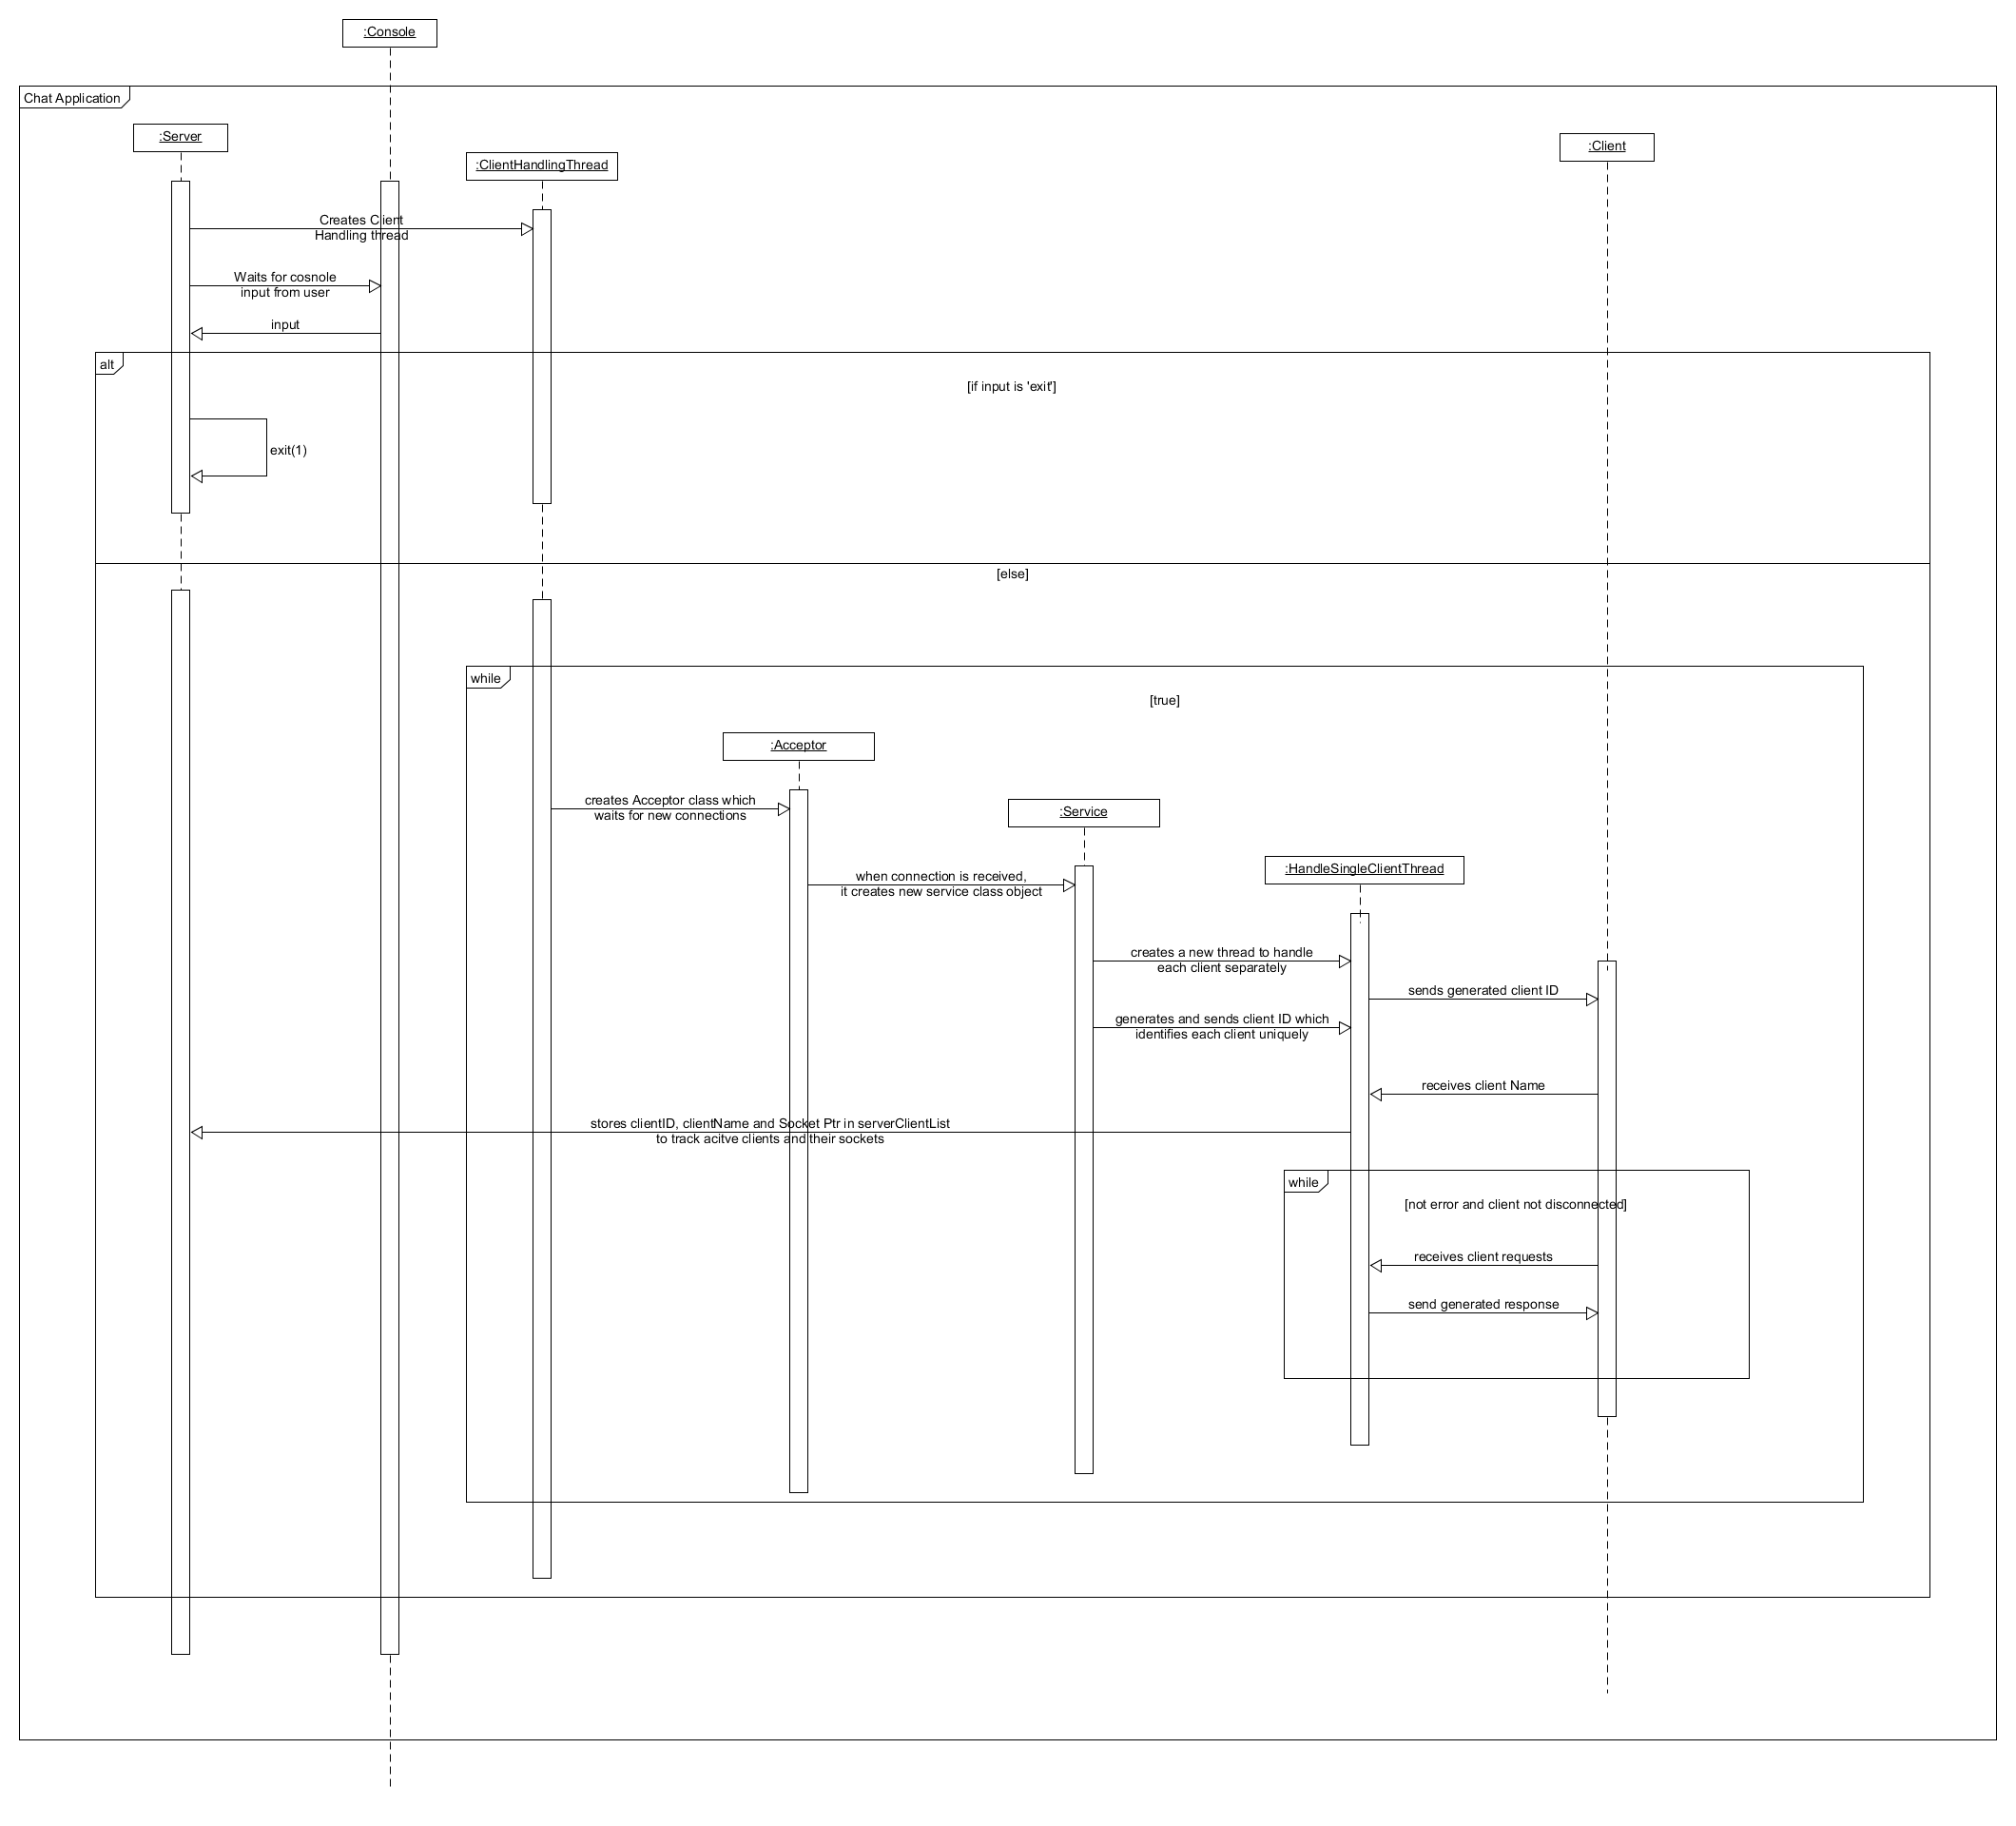 :Console
Chat Application
:Server
:Client
:ClientHandlingThread
Creates Client
Handling thread
Waits for cosnole
input from user
input
alt
[if input is 'exit']
exit(1)
[else]
while
[true]
:Acceptor
creates Acceptor class which
waits for new connections
:Service
:HandleSingleClientThread
when connection is received,
it creates new service class object
creates a new thread to handle
each client separately
sends generated client ID
generates and sends client ID which
identifies each client uniquely
receives client Name
stores clientID, clientName and Socket Ptr in serverClientList
to track acitve clients and their sockets
while
[not error and client not disconnected]
receives client requests
send generated response